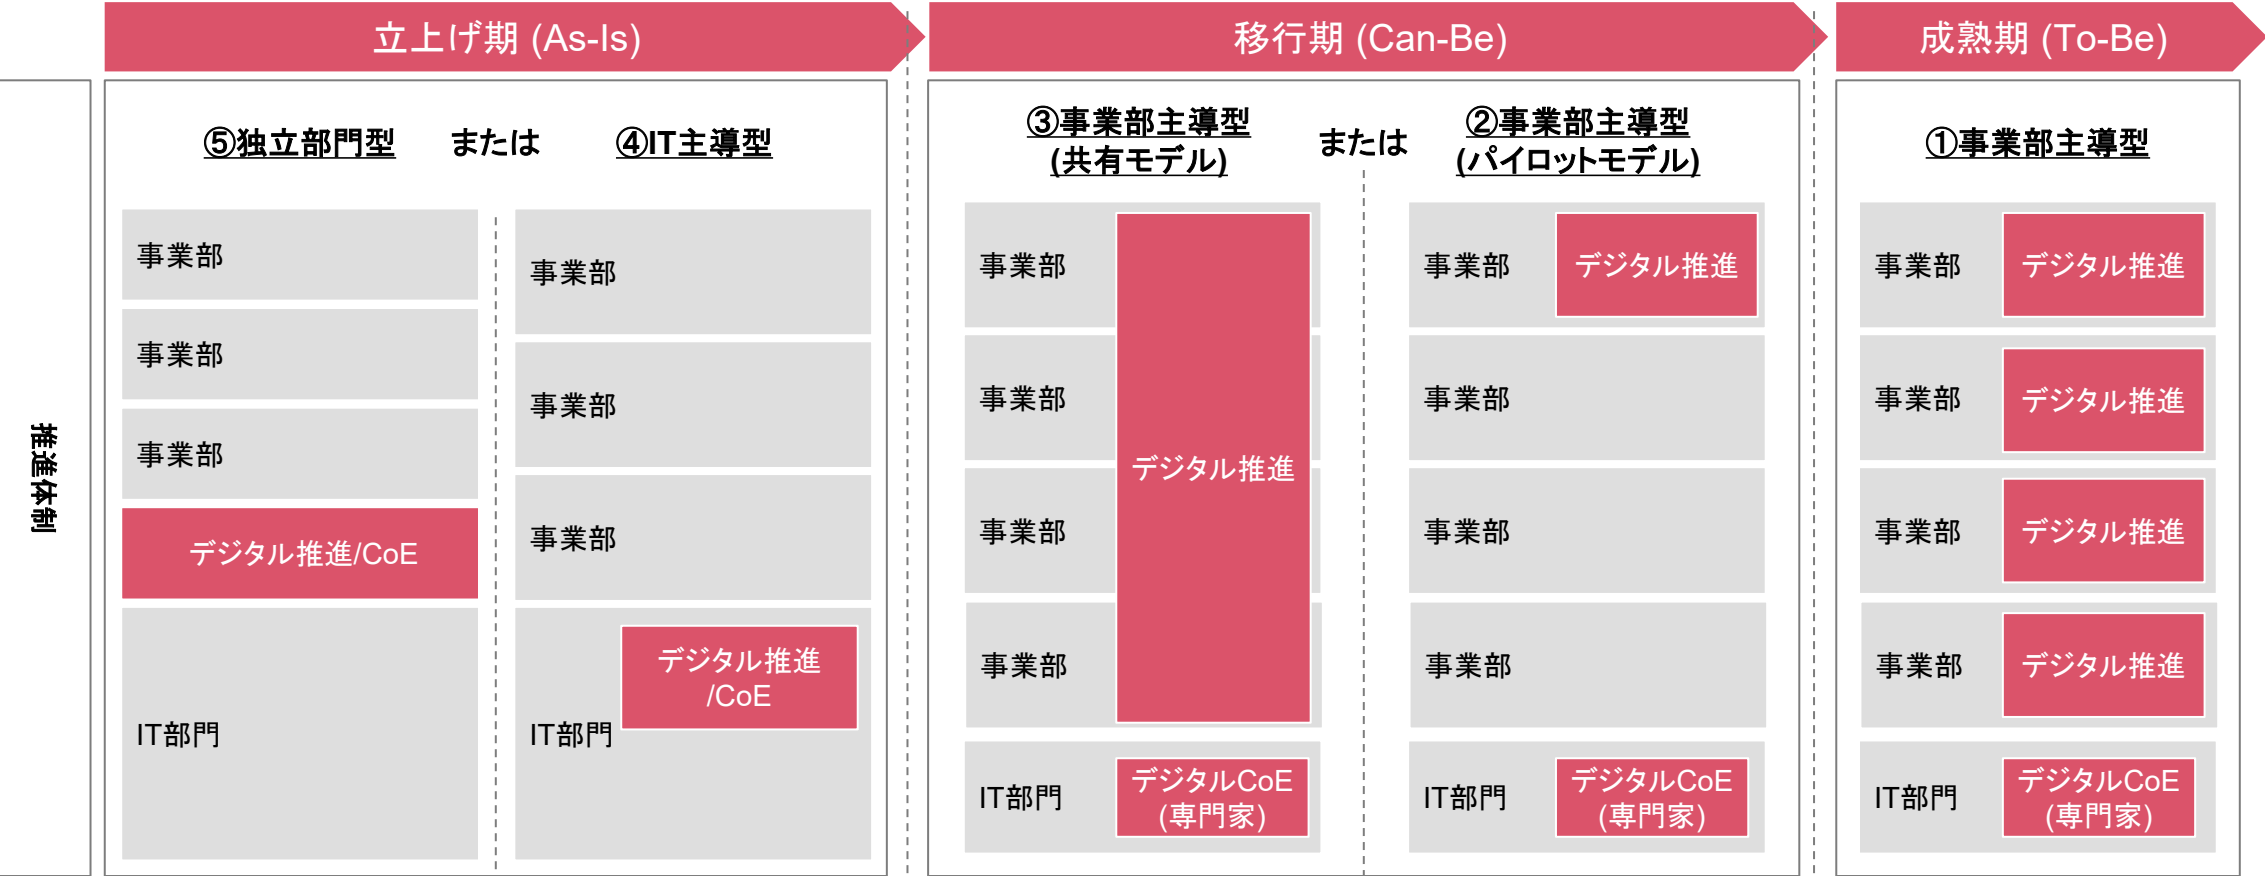 立上げ期 (As-Is)
移行期 (Can-Be)
成熟期 (To-Be)
推進体制
⑤独立部門型
または
④IT主導型
事業部
事業部
事業部
デジタル推進/CoE
IT部門
事業部
事業部
事業部
デジタル推進
/CoE
IT部門
③事業部主導型
(共有モデル)
または
②事業部主導型
(パイロットモデル)
事業部
事業部
事業部
事業部
デジタル推進
IT部門
デジタルCoE
(専門家)
事業部
デジタル推進
事業部
事業部
事業部
IT部門
デジタルCoE
(専門家)
①事業部主導型
事業部
デジタル推進
事業部
デジタル推進
事業部
デジタル推進
事業部
デジタル推進
IT部門
デジタルCoE
(専門家)